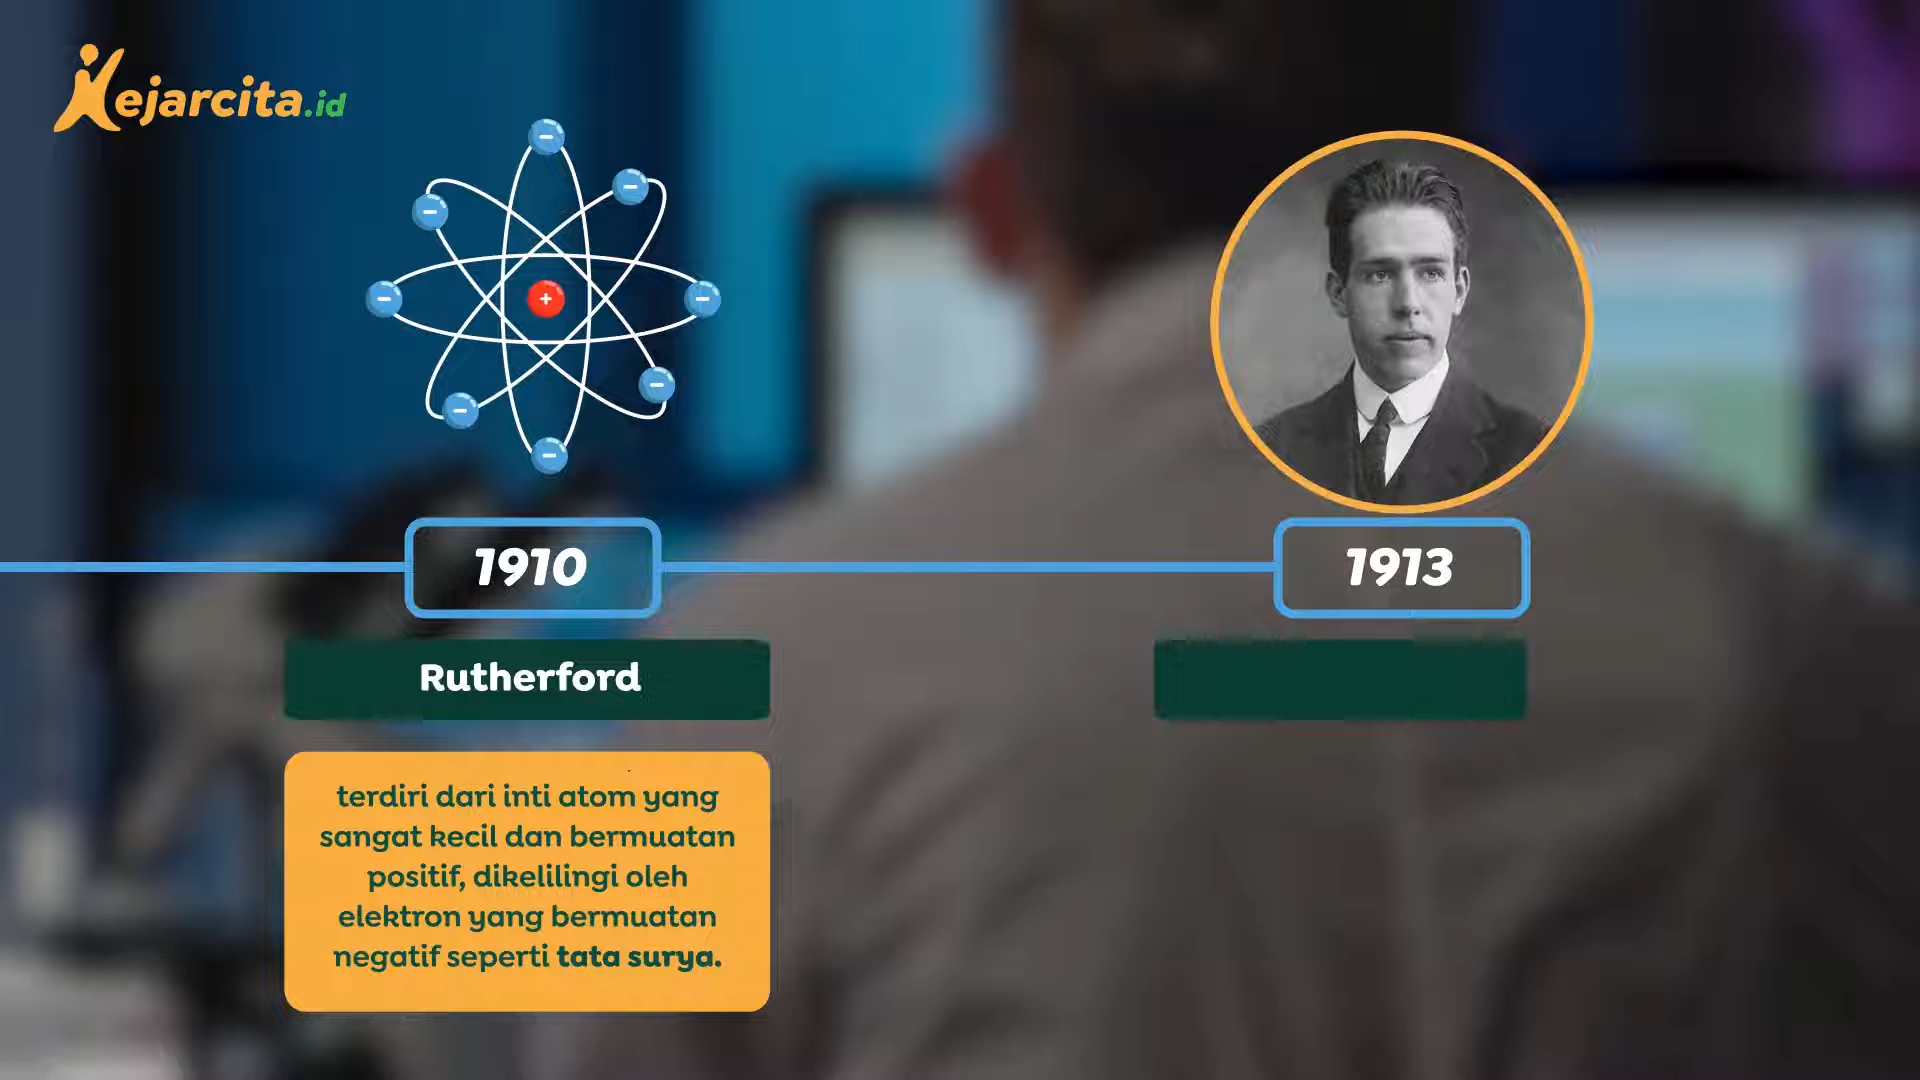 Kejarcita.id
1910
1913
Rutherford
terdiri dari inti atom yang
sangat kecil dan bermuatan
positif, dikelilingi oleh
elektron yang bermuatan
negatif seperti tata surya.